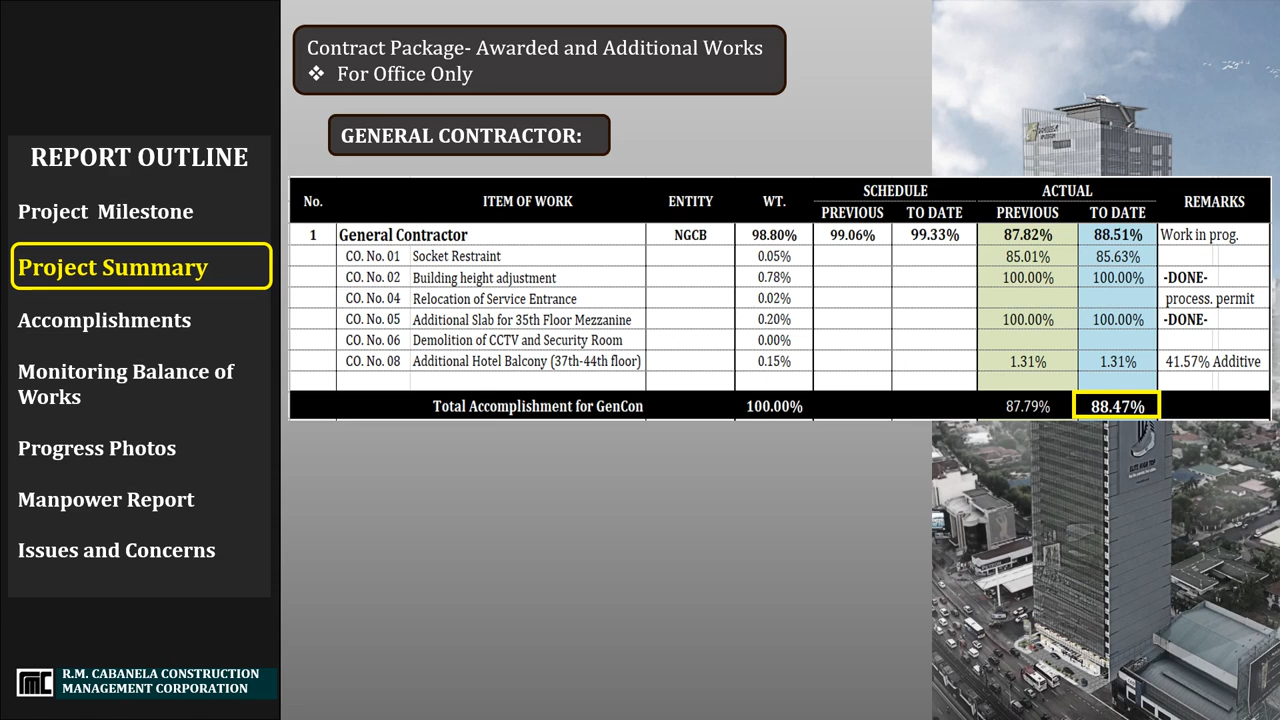 Contract Package- Awarded and Additional Works
❖ For Office Only
GENERAL CONTRACTOR:
REPORT OUTLINE
Project Milestone
Project Summary
Accomplishments
Monitoring Balance of
Works
Progress Photos
Manpower Report
Issues and Concerns
R.M. CABANELA CONSTRUCTION
MANAGEMENT CORPORATION
No. ITEM OF WORK ENTITY WT. SCHEDULE ACTUAL REMARKS
PREVIOUS TO DATE PREVIOUS TO DATE
1 General Contractor NGCB 98.80% 99.06% 99.33% 87.82% 88.51% Work in prog.
CO. No. 01 Socket Restraint 0.05% 85.01% 85.63%
CO. No. 02 Building height adjustment 0.78% 100.00% 100.00% -DONE-
CO. No. 04 Relocation of Service Entrance 0.02% process. permit
CO. No. 05 Additional Slab for 35th Floor Mezzanine 0.20% 100.00% 100.00% -DONE-
CO. No. 06 Demolition of CCTV and Security Room 0.00%
CO. No. 08 Additional Hotel Balcony (37th-44th floor) 0.15% 1.31% 1.31% 41.57% Additive
Total Accomplishment for GenCon 100.00% 87.79% 88.47%